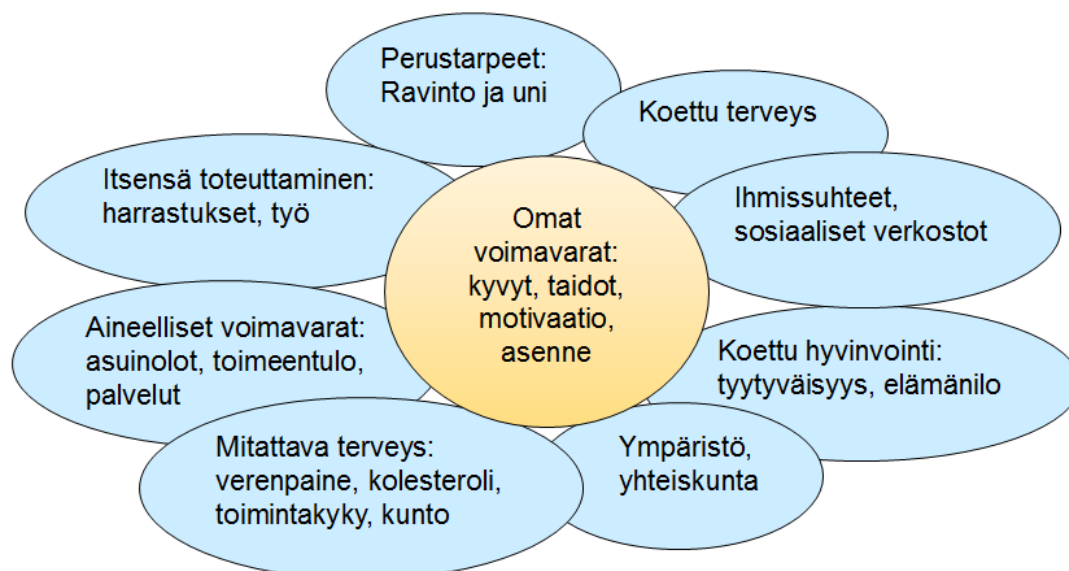 Perustarpeet:
Ravinto ja uni
Koettu terveys
Itsensä toteuttaminen:
harrastukset, työ
Ihmissuhteet,
sosiaaliset verkostot
Omat
voimavarat:
kyvyt, taidot,
motivaatio,
asenne
Aineelliset voimavarat:
asuinolot, toimeentulo,
palvelut
Koettu hyvinvointi:
tyytyväisyys, elämänilo
Mitattava terveys:
verenpaine, kolesteroli,
toimintakyky, kunto
Ympäristö,
yhteiskunta